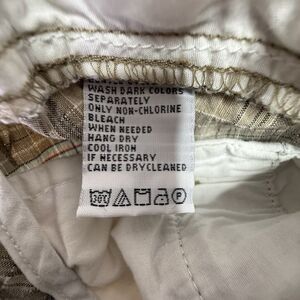 WASH DARK COLORS
SEPARATELY
ONLY NON-CHLORINE
BLEACH
WHEN NEEDED
HANG DRY
COOL IRON
IF NECESSARY
CAN BE DRYCLEANED